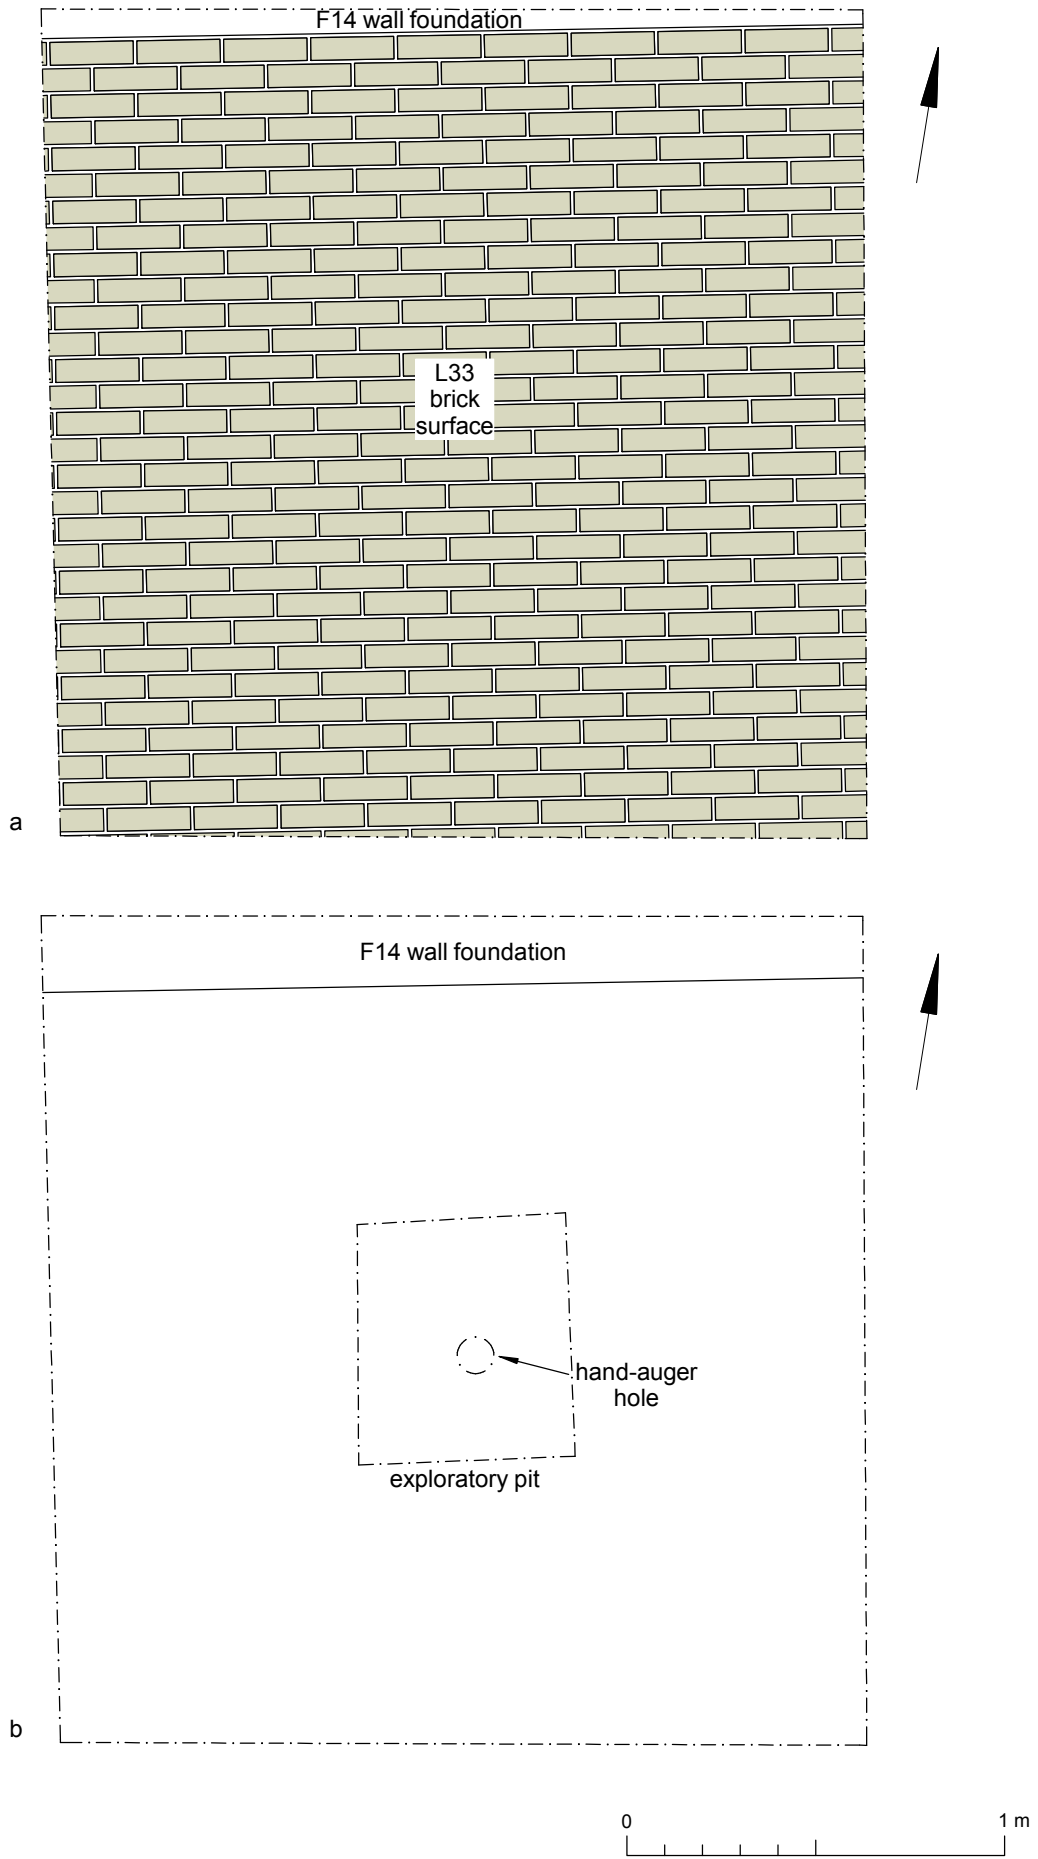 F14 wall foundation
L33
brick
surface
a
F14 wall foundation
hand-auger
hole
exploratory pit
b
0 1 m